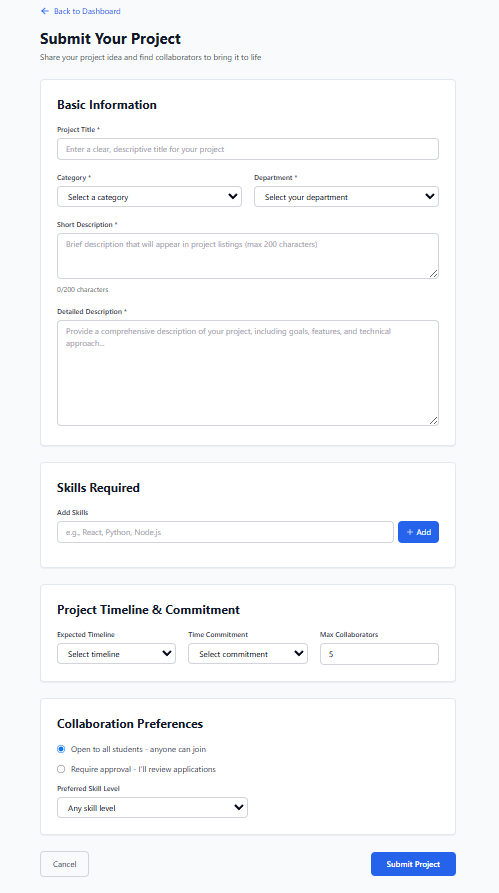 ← Back to Dashboard
Submit Your Project
Share your project idea and find collaborators to bring it to life
Basic Information
Project Title *
Enter a clear, descriptive title for your project
Category *
Department *
Select a category
Select your department
Short Description *
Brief description that will appear in project listings (max 200 characters)
0/200 characters
Detailed Description *
Provide a comprehensive description of your project, including goals, features, and technical
approach...
Skills Required
Add Skills
e.g., React, Python, Node.js
+ Add
Project Timeline & Commitment
Expected Timeline
Time Commitment
Max Collaborators
Select timeline
Select commitment
5
Collaboration Preferences
Open to all students - anyone can join
Require approval - I'll review applications
Preferred Skill Level
Any skill level
Cancel
Submit Project